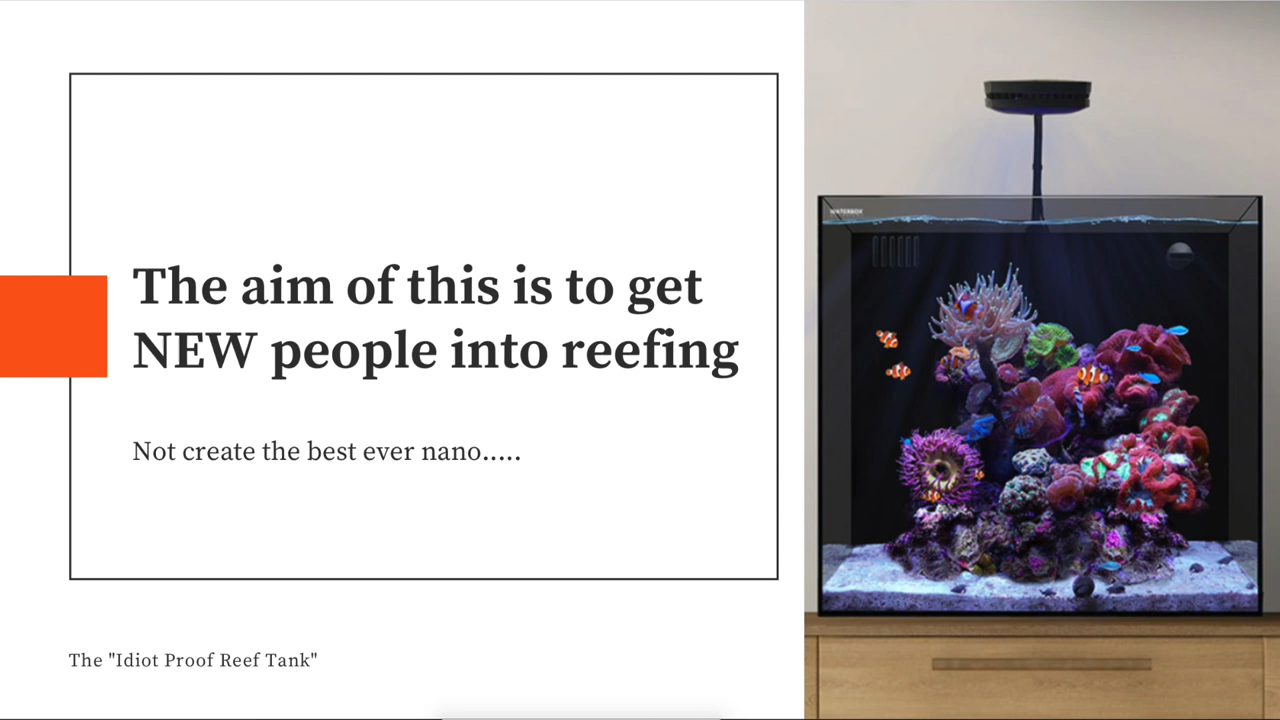 The aim of this is to get
NEW people into reefing
Not create the best ever nano.....
The "Idiot Proof Reef Tank"
WATERBOX